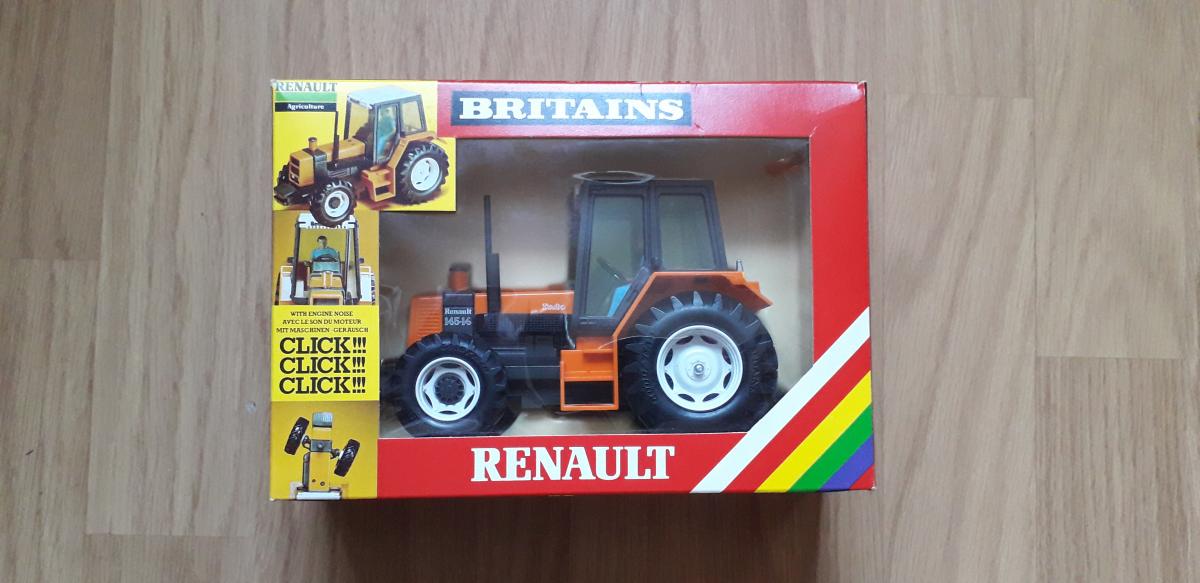 RENAULT
Agriculture
BRITAINS
WITH ENGINE NOISE
AVEC LE SON DU MOTEUR
MIT MASCHINEN-GERÄUSCH
CLICK!!!
CLICK!!!
CLICK!!!
Renault
145·14
Turbo
RENAULT